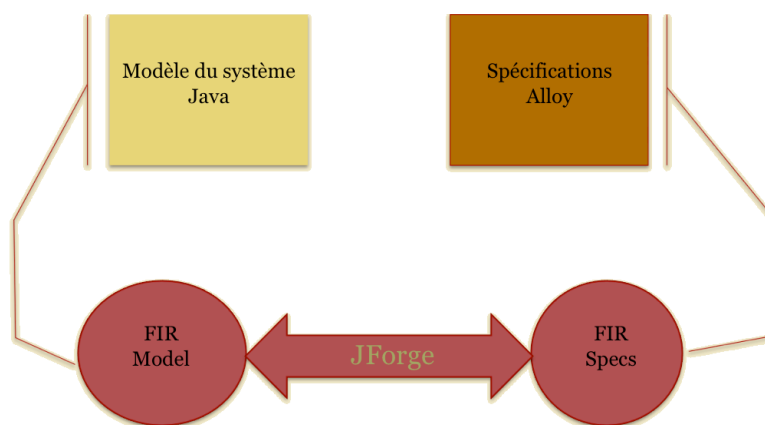 Modèle du système
Java
Spécifications
Alloy
FIR
Model
JForge
FIR
Specs